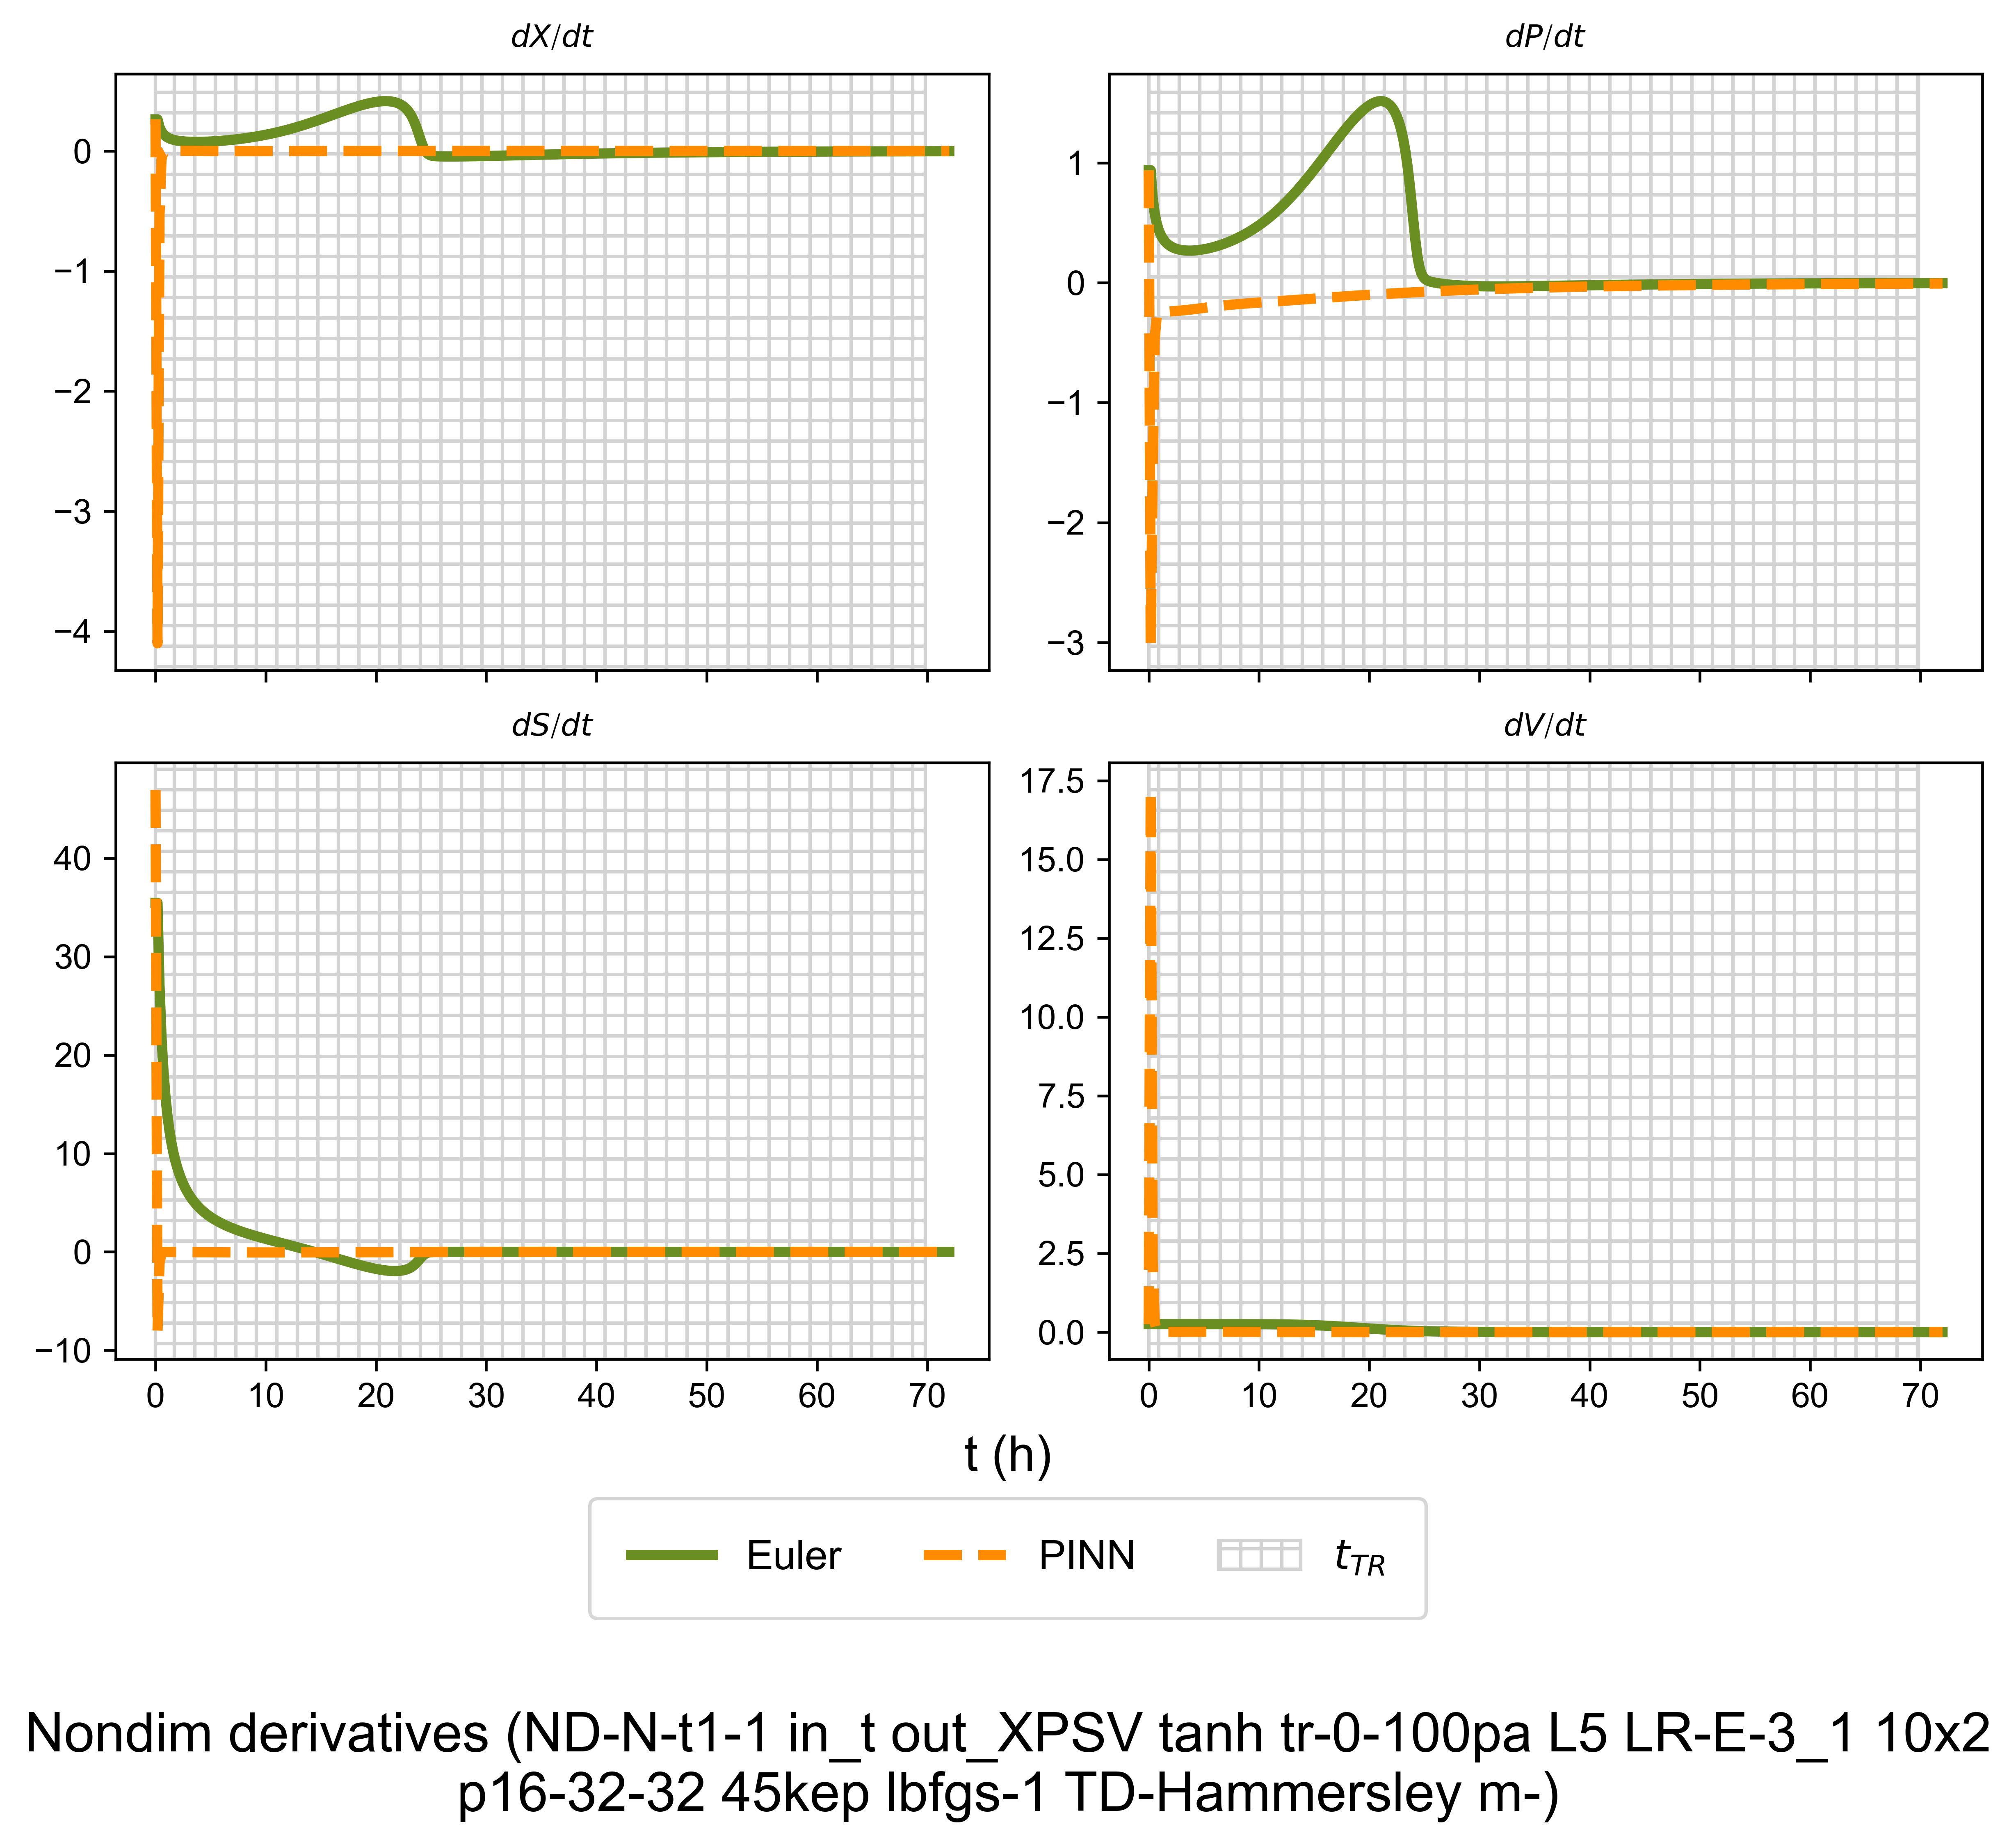 dX/dt
dP/dt
0
−1
−2
−3
−4
1
0
−1
−2
−3
dS/dt
dV/dt
40
30
20
10
0
−10
17.5
15.0
12.5
10.0
7.5
5.0
2.5
0.0
0 10 20 30 40 50 60 70
0 10 20 30 40 50 60 70
t (h)
Euler PINN t_TR
Nondim derivatives (ND-N-t1-1 in_t out_XPSV tanh tr-0-100pa L5 LR-E-3_1 10x2
p16-32-32 45kep lbfgs-1 TD-Hammersley m-)